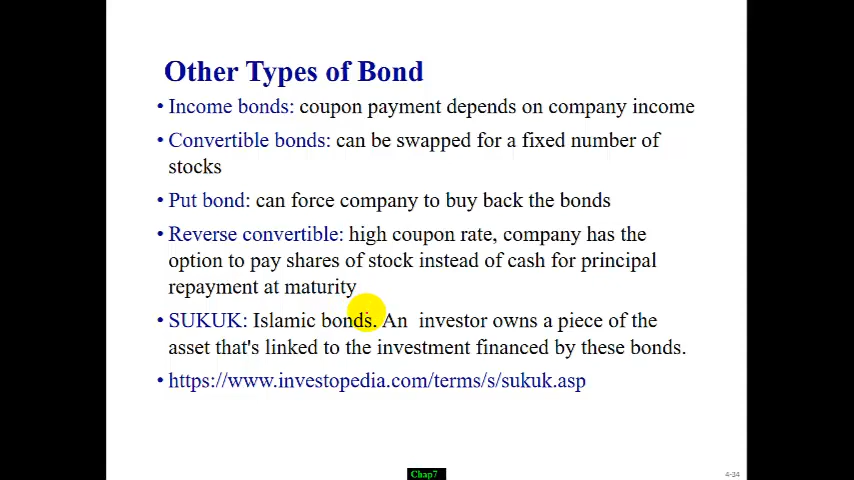 Other Types of Bond
• Income bonds: coupon payment depends on company income
• Convertible bonds: can be swapped for a fixed number of
stocks
• Put bond: can force company to buy back the bonds
• Reverse convertible: high coupon rate, company has the
option to pay shares of stock instead of cash for principal
repayment at maturity
• SUKUK: Islamic bonds. An investor owns a piece of the
asset that's linked to the investment financed by these bonds.
• https://www.investopedia.com/terms/s/sukuk.asp
Chap7
4-34